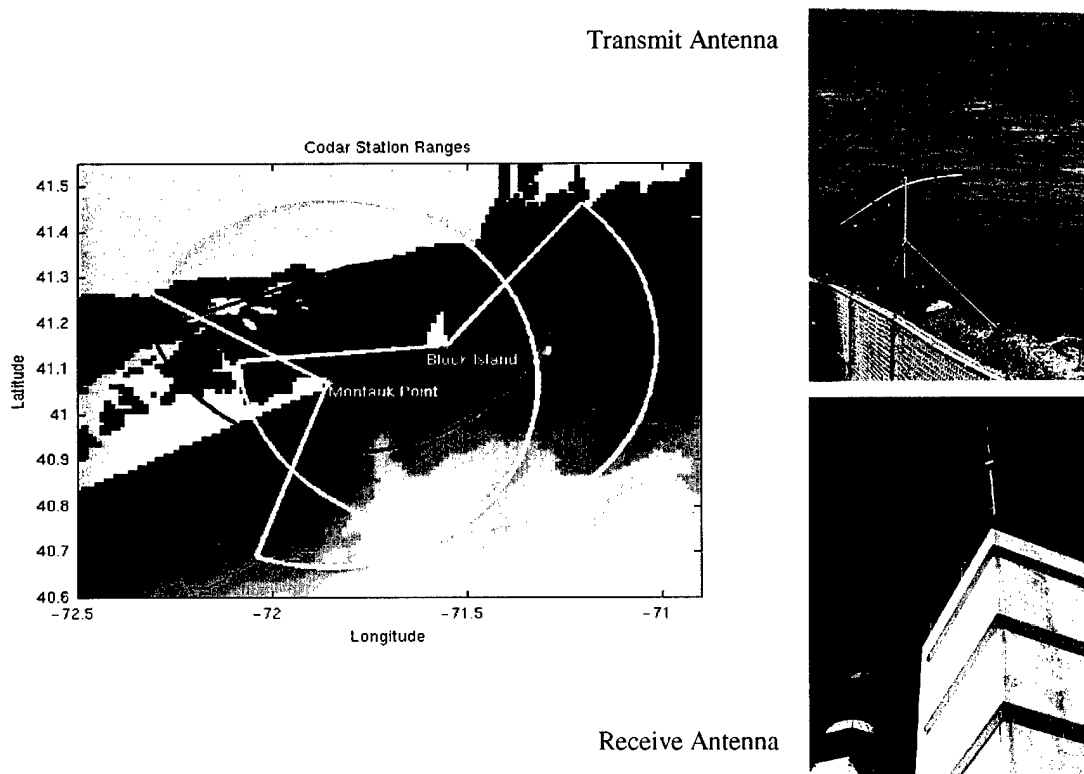 Transmit Antenna
Codar Station Ranges
41.5
41.4
41.3
41.2
41.1
41
40.9
40.8
40.7
40.6
Latitude
Block Island
Montauk Point
-72.5
-72
-71.5
-71
Longitude
Receive Antenna